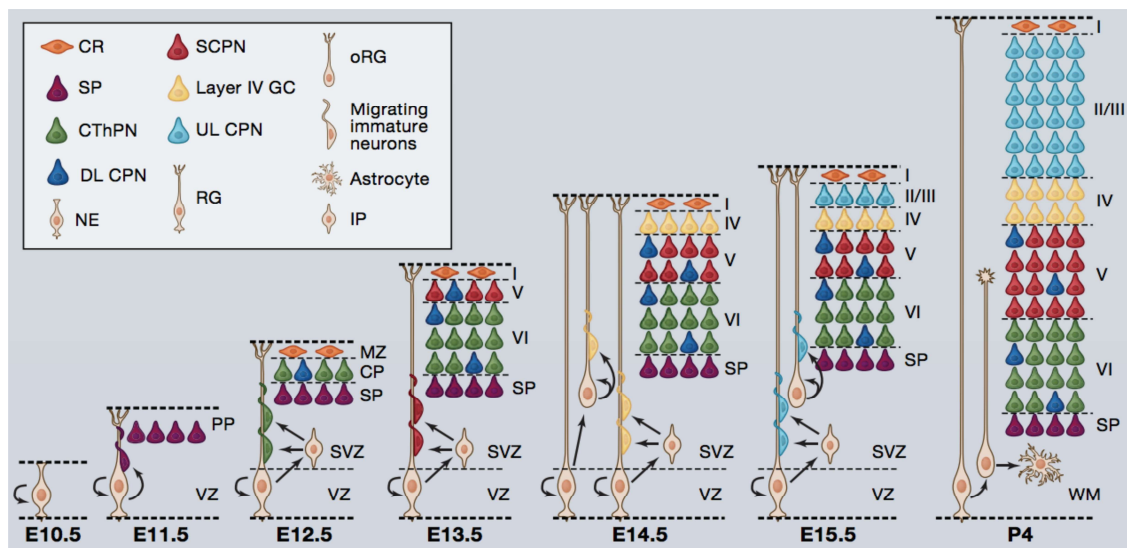 CR
SP
CThPN
DL CPN
NE
SCPN
Layer IV GC
UL CPN
RG
oRG
Migrating
immature
neurons
Astrocyte
IP
VZ
E10.5
PP
VZ
E11.5
MZ
CP
SP
SVZ
VZ
E12.5
I
V
VI
SP
SVZ
VZ
E13.5
I
IV
V
VI
SP
SVZ
VZ
E14.5
I
II/III
IV
V
VI
SP
SVZ
VZ
E15.5
I
II/III
IV
V
VI
SP
WM
P4